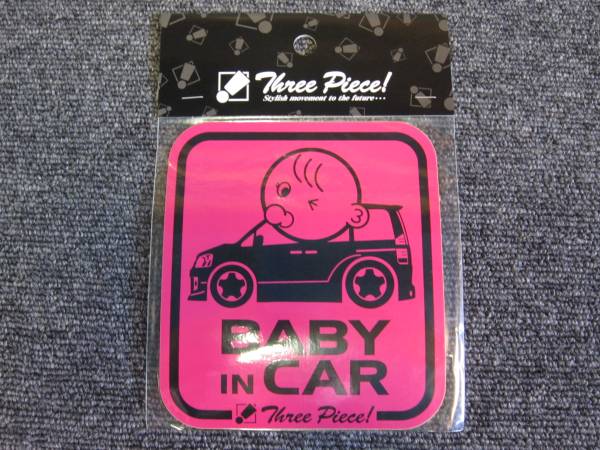 Three Piece!
Stylish movement to the future・・・
BABY
IN CAR
Three Piece!